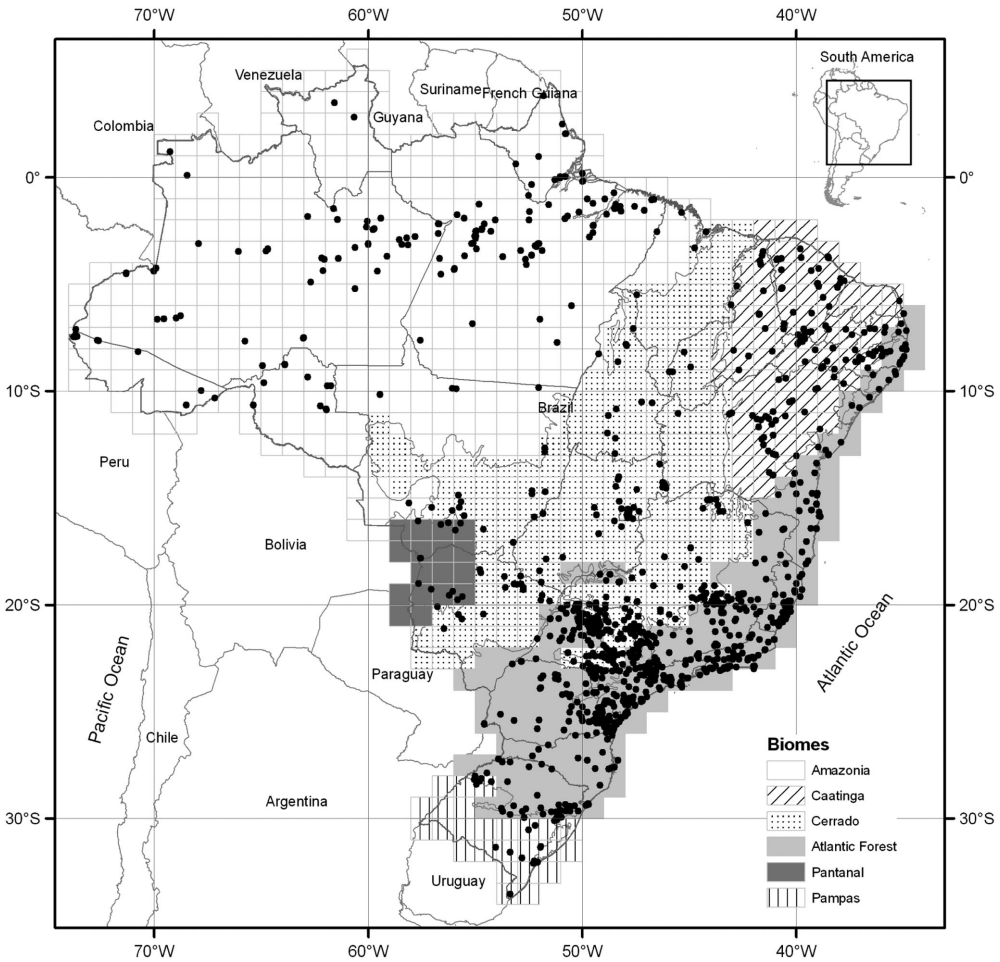 70°W 60°W 50°W 40°W
South America
Venezuela
Suriname French Guiana
Guyana
Colombia
0° 0°
10°S 10°S
Brazil
Peru
Bolivia
20°S 20°S
Atlantic Ocean
Pacific Ocean
Paraguay
Chile
Biomes
Amazonia
Caatinga
Cerrado
Atlantic Forest
Pantanal
Pampas
Argentina
30°S 30°S
Uruguay
70°W 60°W 50°W 40°W